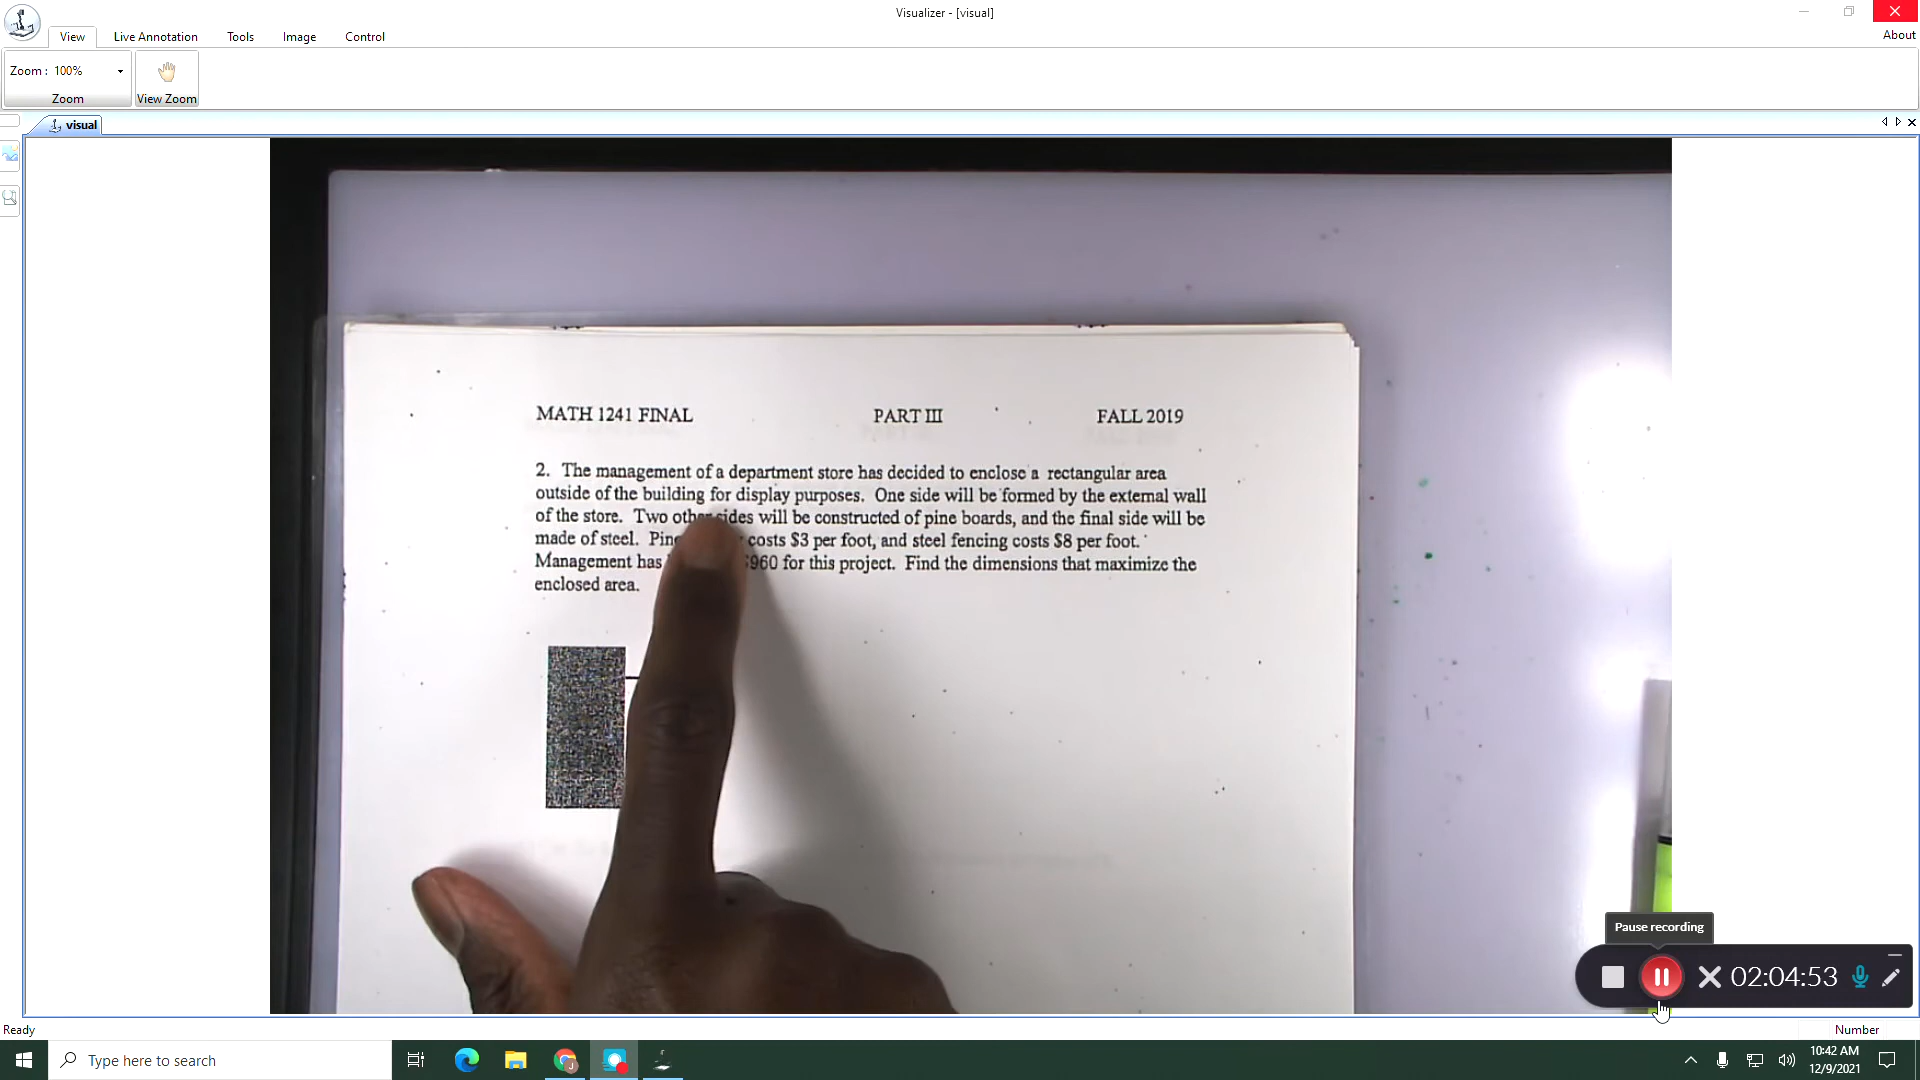 Visualizer - [visual]
View
Live Annotation
Tools
Image
Control
About
Zoom : 100%
Zoom
View Zoom
visual
MATH 1241 FINAL
PART III
FALL 2019
2. The management of a department store has decided to enclose a rectangular area
outside of the building for display purposes. One side will be formed by the external wall
of the store. Two other sides will be constructed of pine boards, and the final side will be
made of steel. costs $3 per foot, and steel fencing costs $8 per foot.
Management has 960 for this project. Find the dimensions that maximize the
enclosed area.
Pause recording
02:04:53
Ready
Number
Type here to search
10:42 AM
12/9/2021